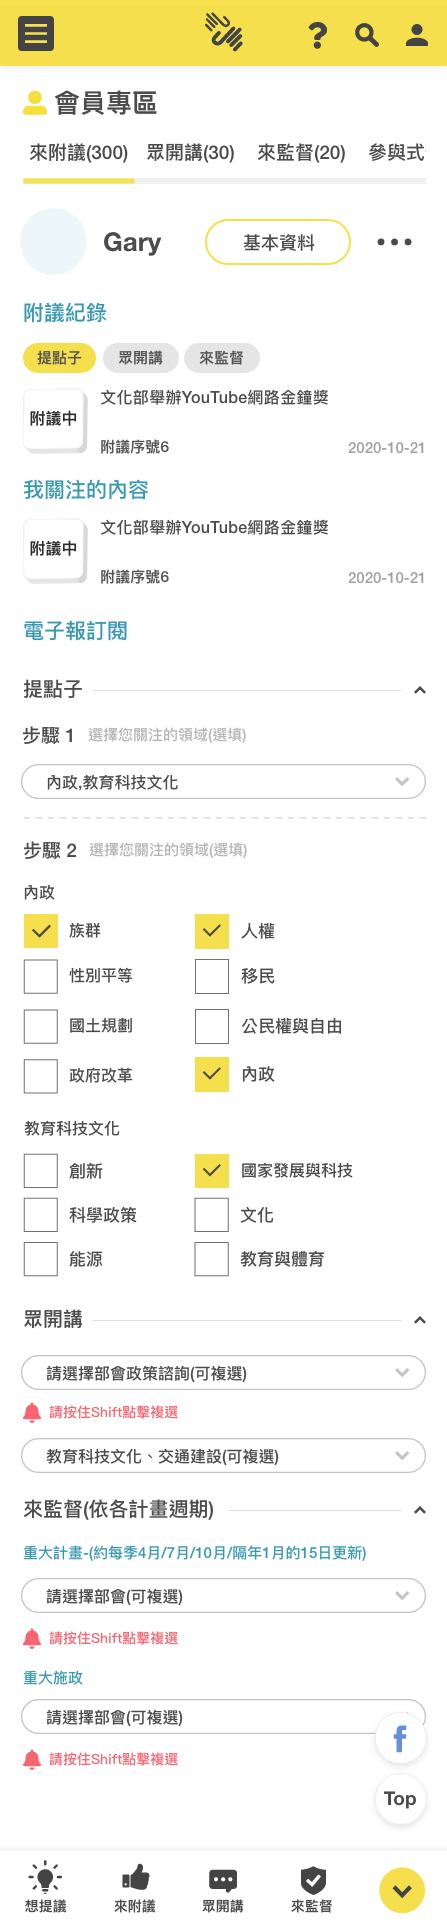 會員專區
來附議(300) 眾開講(30) 來監督(20) 參與式
Gary 基本資料
附議紀錄
提點子 眾開講 來監督
附議中 文化部舉辦YouTube網路金鐘獎
附議序號6 2020-10-21
我關注的內容
附議中 文化部舉辦YouTube網路金鐘獎
附議序號6 2020-10-21
電子報訂閱
提點子
步驟 1 選擇您關注的領域(選填)
內政,教育科技文化
步驟 2 選擇您關注的領域(選填)
內政
族群 人權
性別平等 移民
國土規劃 公民權與自由
政府改革 內政
教育科技文化
創新 國家發展與科技
科學政策 文化
能源 教育與體育
眾開講
請選擇部會政策諮詢(可複選)
請按住Shift點擊複選
教育科技文化、交通建設(可複選)
來監督(依各計畫週期)
重大計畫-(約每季4月/7月/10月/隔年1月的15日更新)
請選擇部會(可複選)
請按住Shift點擊複選
重大施政
請選擇部會(可複選)
請按住Shift點擊複選
f
Top
想提議 來附議 眾開講 來監督